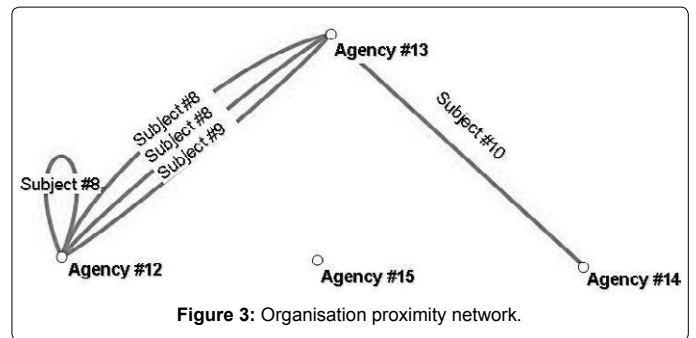 Agency #13
Subject #8
Subject #8
Subject #9
Subject #10
Subject #8
Agency #12
Agency #15
Agency #14
Figure 3: Organisation proximity network.